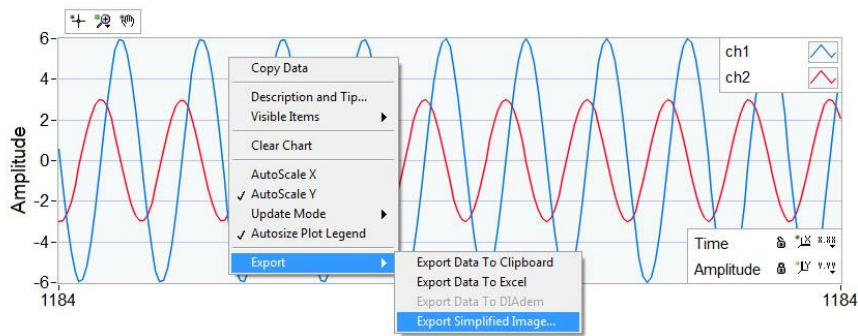 6
ch1
ch2
4
2
0
-2
-4
-6
Amplitude
Copy Data
Description and Tip...
Visible Items
Clear Chart
AutoScale X
AutoScale Y
Update Mode
Autosize Plot Legend
Export
Export Data To Clipboard
Export Data To Excel
Export Data To DIAdem
Export Simplified Image...
Time X X.XX
Amplitude Y Y.YY
1184
1184